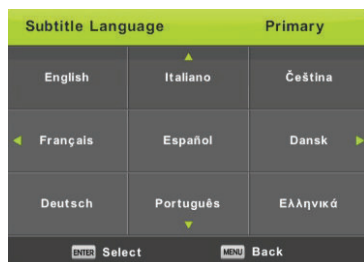 Subtitle Language Primary
English Italiano Čeština
Français Español Dansk
Deutsch Português Ελληνικά
ENTER Select MENU Back